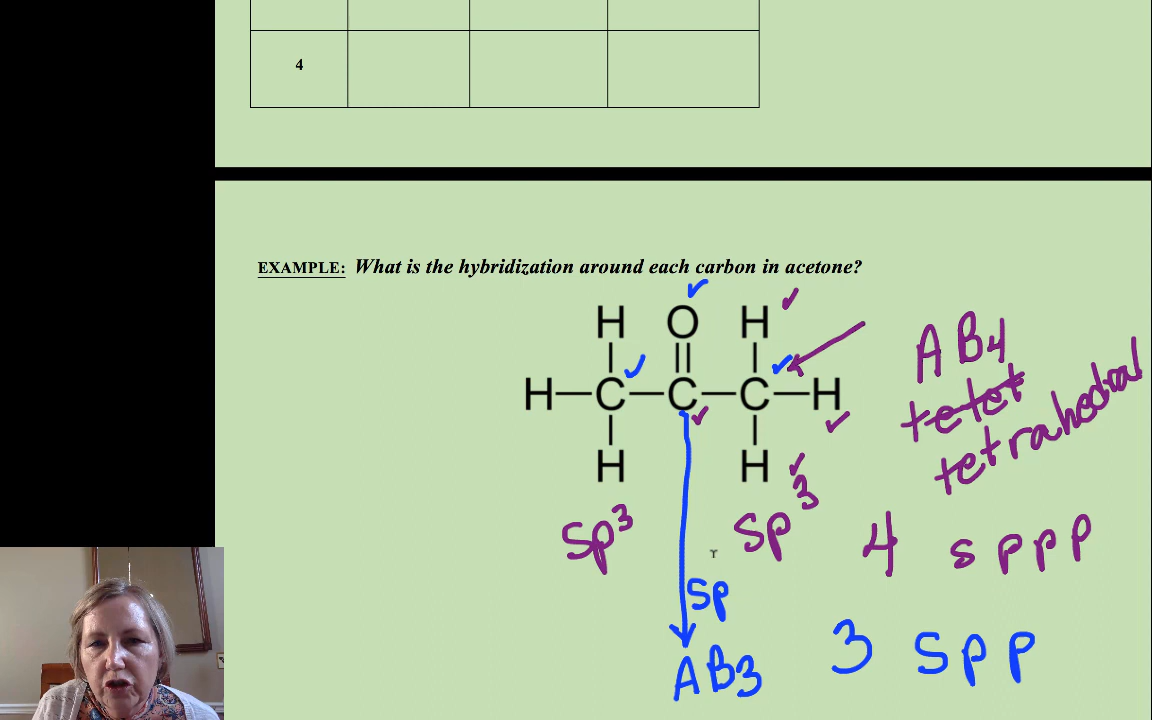 4
EXAMPLE: What is the hybridization around each carbon in acetone?
H O H
H C C C H
H H
AB4
tetet
tetrahedral
sp3 sp3 4 s p p p
sp
AB3 3 s p p